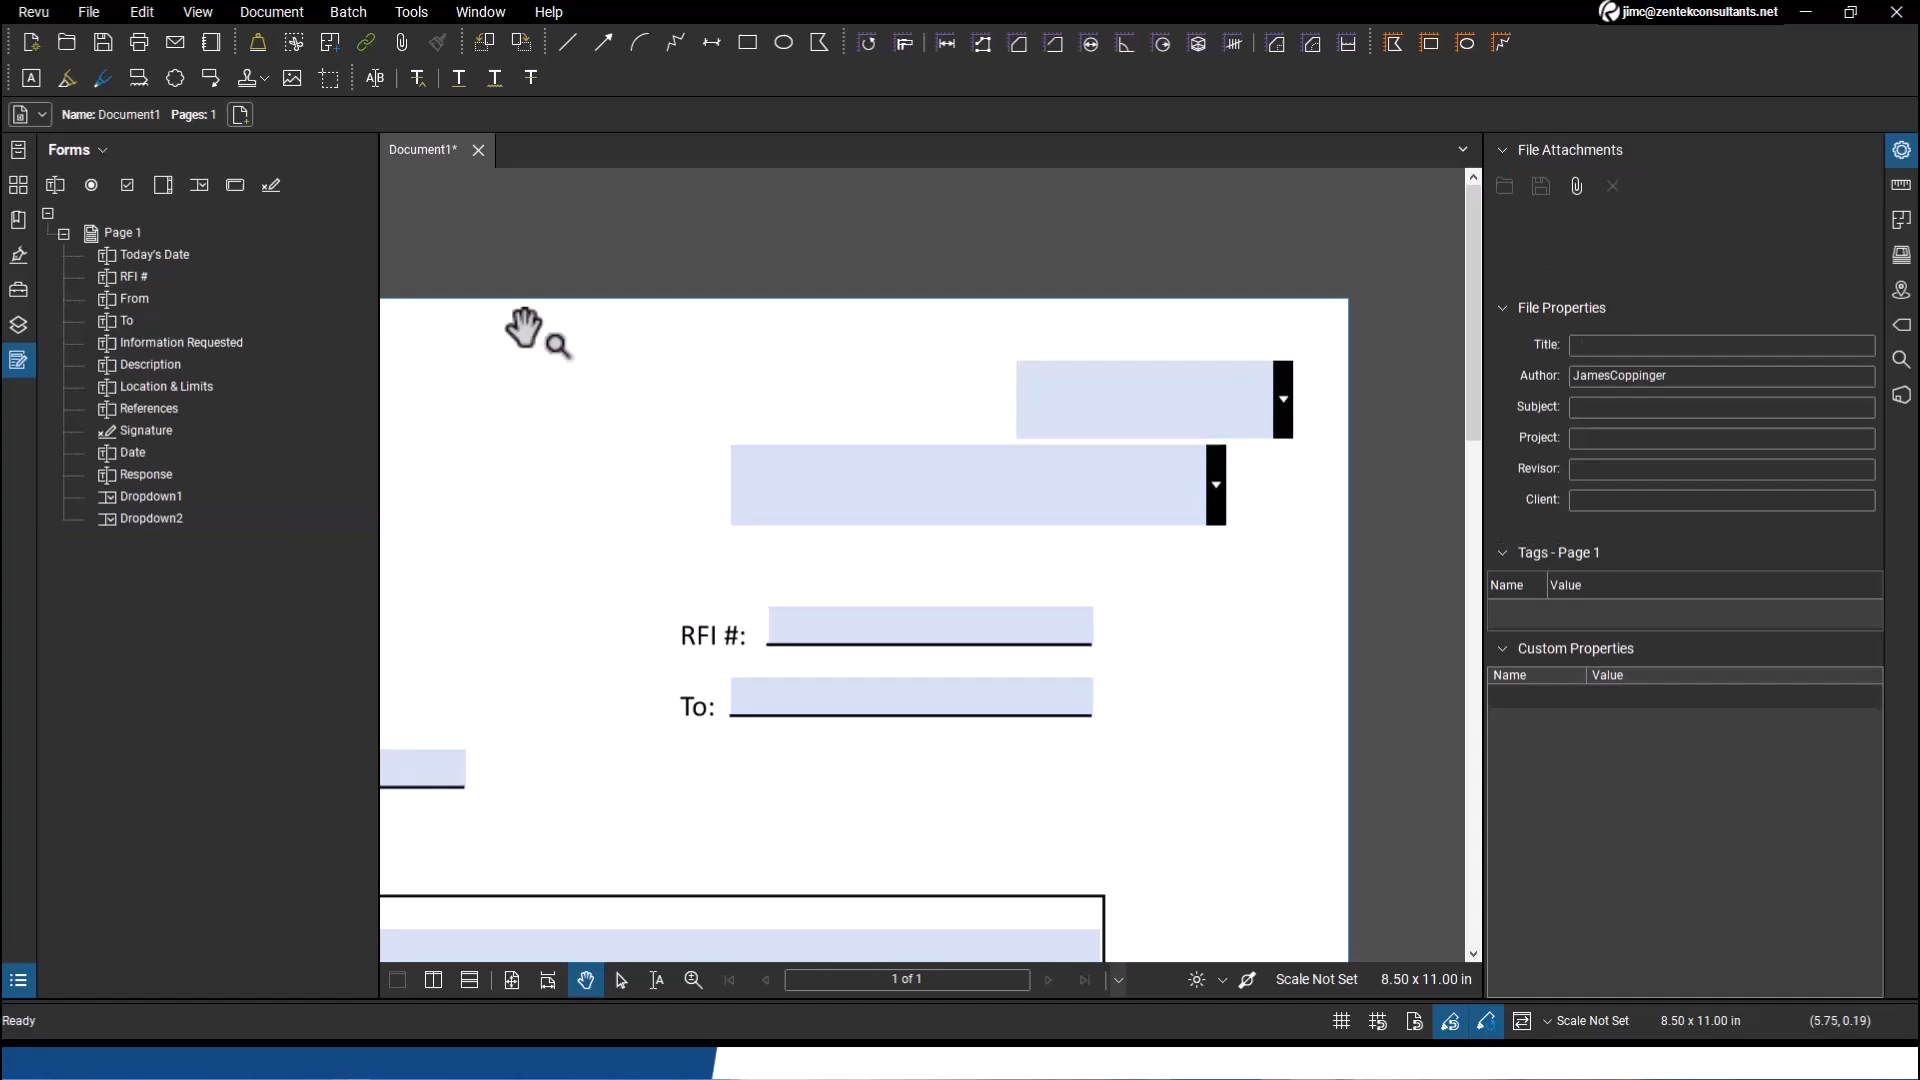 Revu File Edit View Document Batch Tools Window Help jimc@zentekconsultants.net
Name: Document1 Pages: 1
Forms
Page 1
Today's Date
RFI #
From
To
Information Requested
Description
Location & Limits
References
Signature
Date
Response
Dropdown1
Dropdown2
Document1*
RFI #:
To:
1 of 1
Scale Not Set 8.50 x 11.00 in
File Attachments
File Properties
Title:
Author: JamesCoppinger
Subject:
Project:
Revisor:
Client:
Tags - Page 1
Name Value
Custom Properties
Name Value
Ready
Scale Not Set 8.50 x 11.00 in (5.75, 0.19)